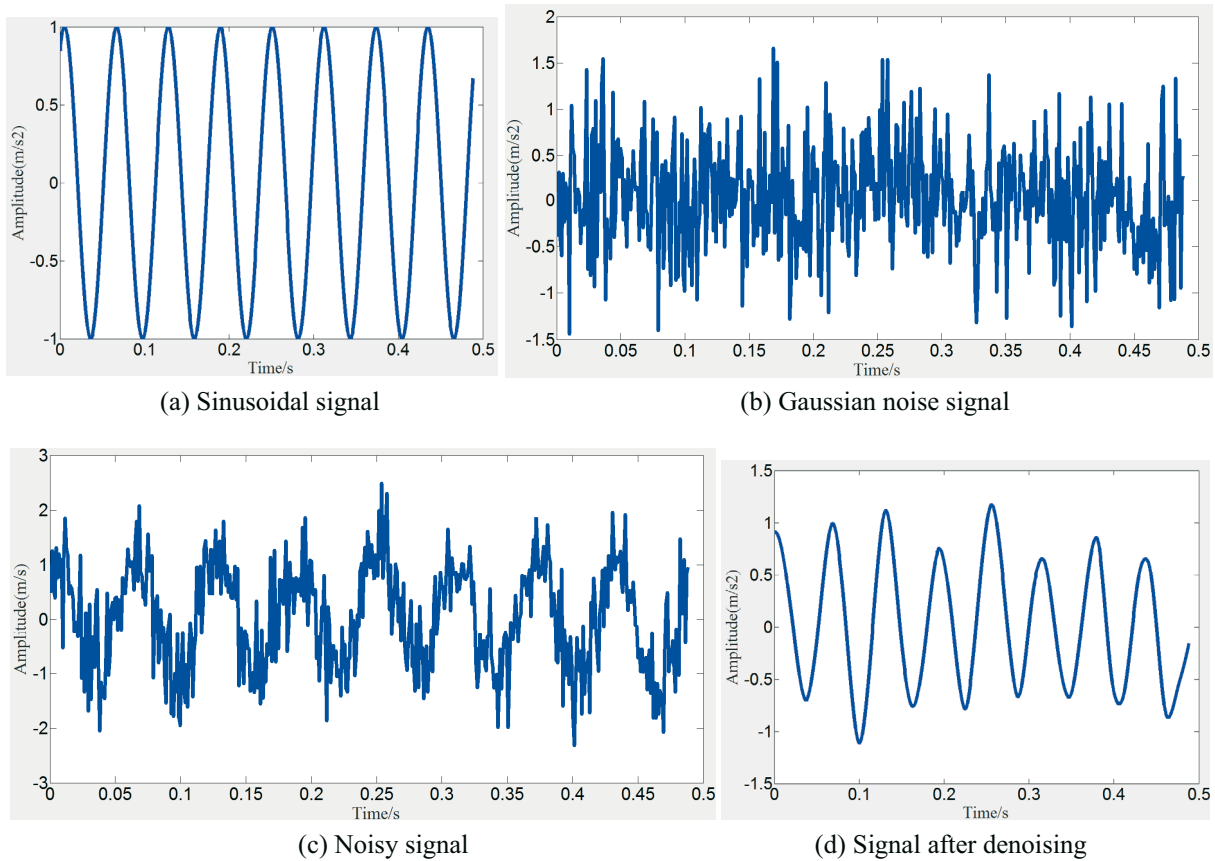 1
0.5
0
-0.5
-1
Amplitude(m/s2)
0 0.1 0.2 0.3 0.4 0.5
Time/s
(a) Sinusoidal signal
2
1.5
1
0.5
0
-0.5
-1
-1.5
Amplitude(m/s2)
0 0.05 0.1 0.15 0.2 0.25 0.3 0.35 0.4 0.45 0.5
Time/s
(b) Gaussian noise signal
3
2
1
0
-1
-2
-3
Amplitude(m/s)
0 0.05 0.1 0.15 0.2 0.25 0.3 0.35 0.4 0.45 0.5
Time/s
(c) Noisy signal
1.5
1
0.5
0
-0.5
-1
-1.5
Amplitude(m/s2)
0 0.1 0.2 0.3 0.4 0.5
Time/s
(d) Signal after denoising